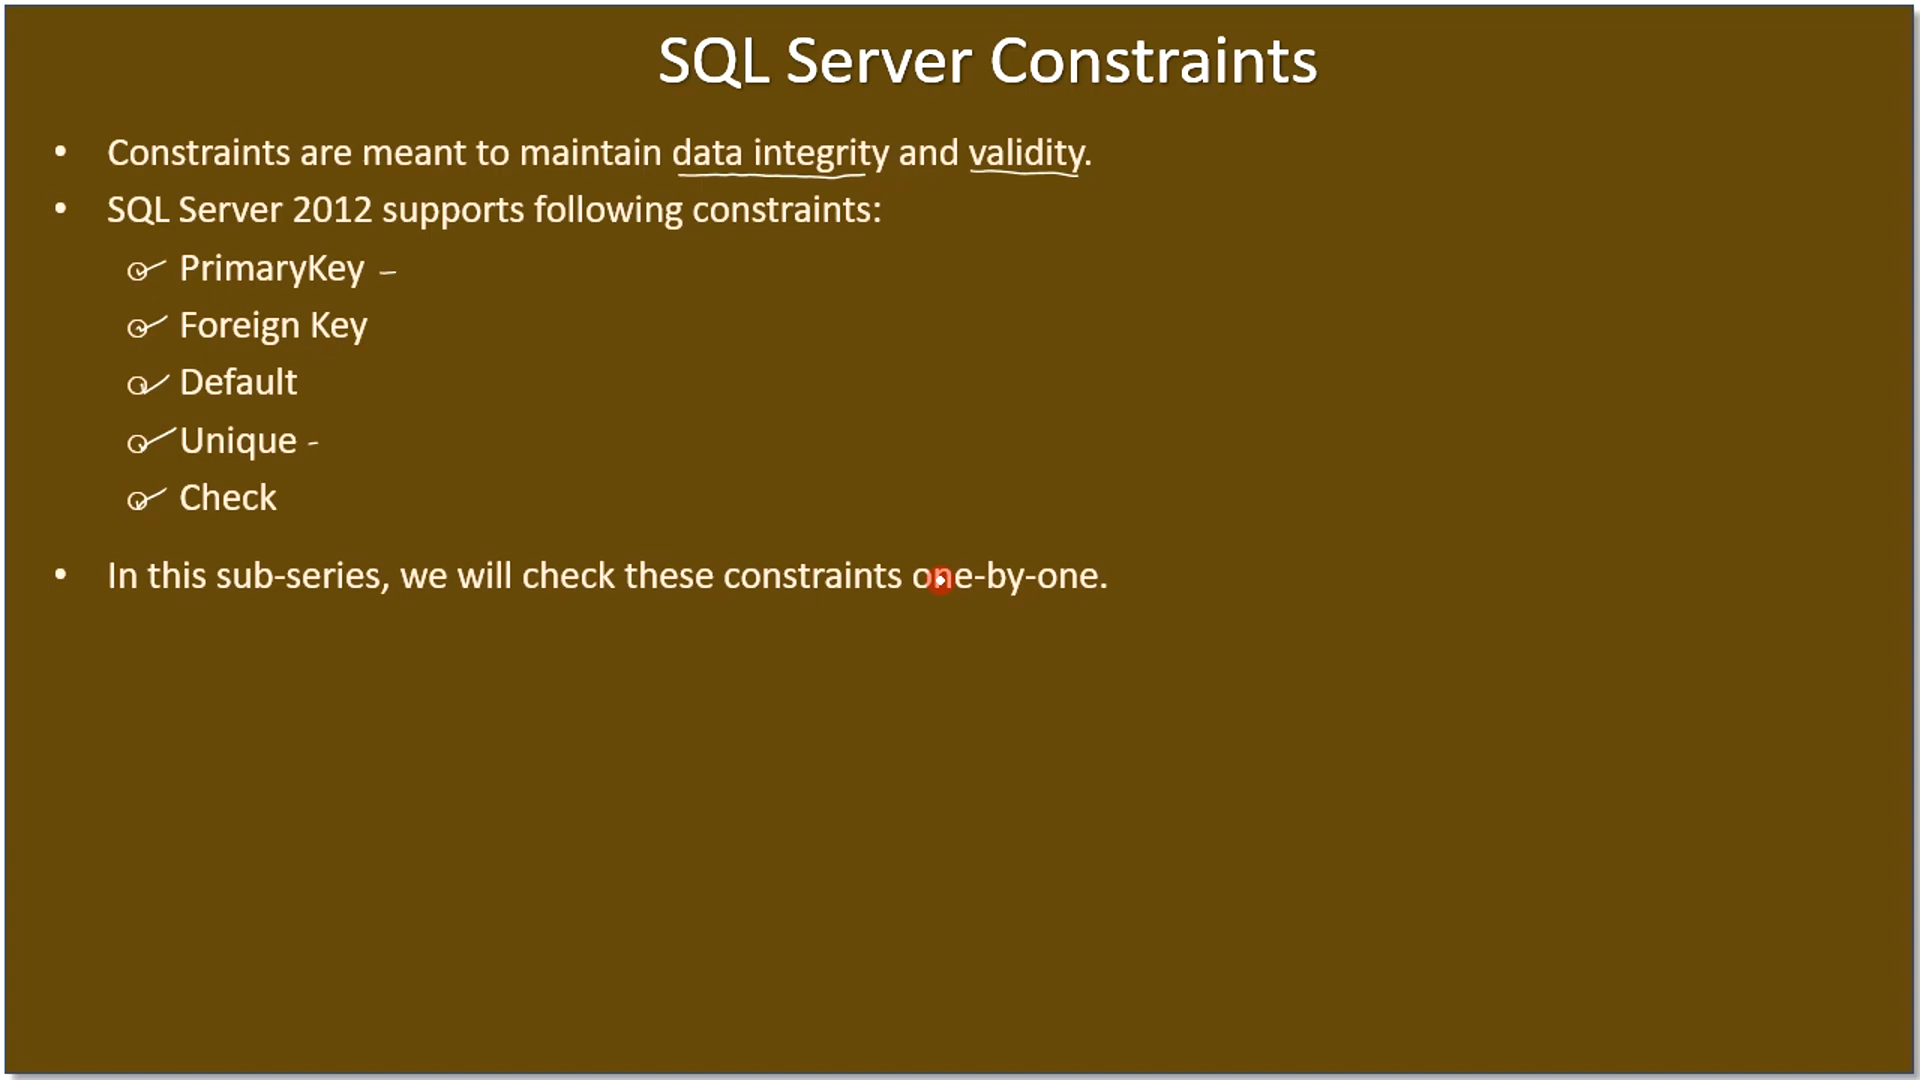 SQL Server Constraints
• Constraints are meant to maintain data integrity and validity.
• SQL Server 2012 supports following constraints:
PrimaryKey –
Foreign Key
Default
Unique -
Check
• In this sub-series, we will check these constraints one-by-one.